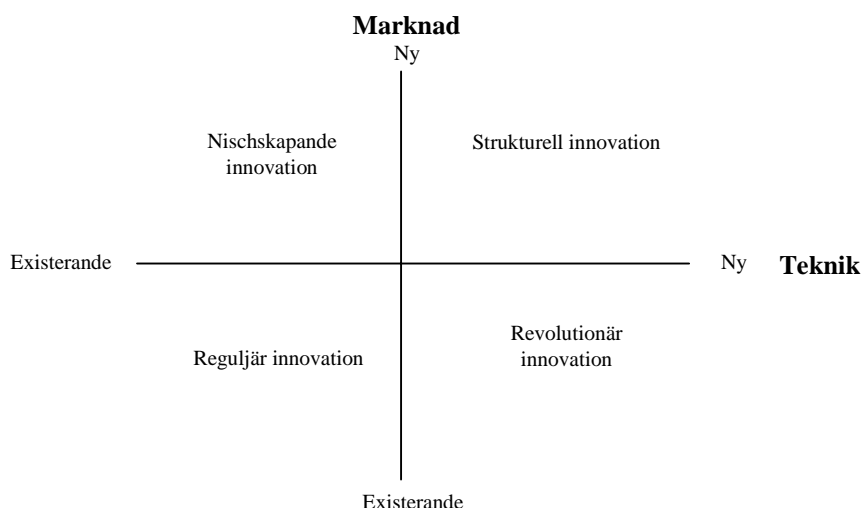 Marknad
Ny
Nischskapande
innovation
Strukturell innovation
Existerande
Ny
Teknik
Reguljär innovation
Revolutionär
innovation
Existerande